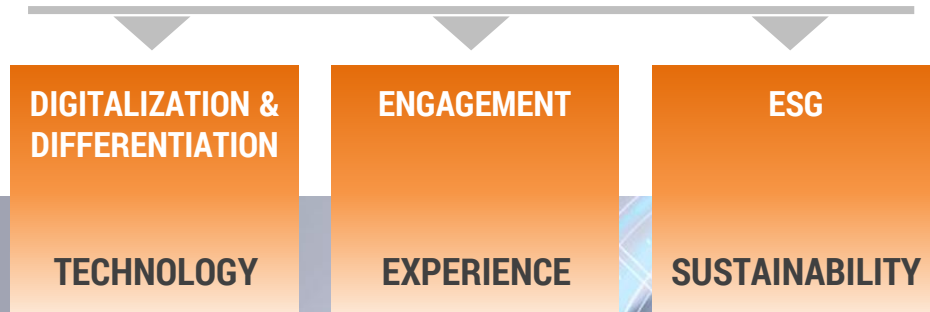 DIGITALIZATION &
DIFFERENTIATION
TECHNOLOGY
ENGAGEMENT
EXPERIENCE
ESG
SUSTAINABILITY